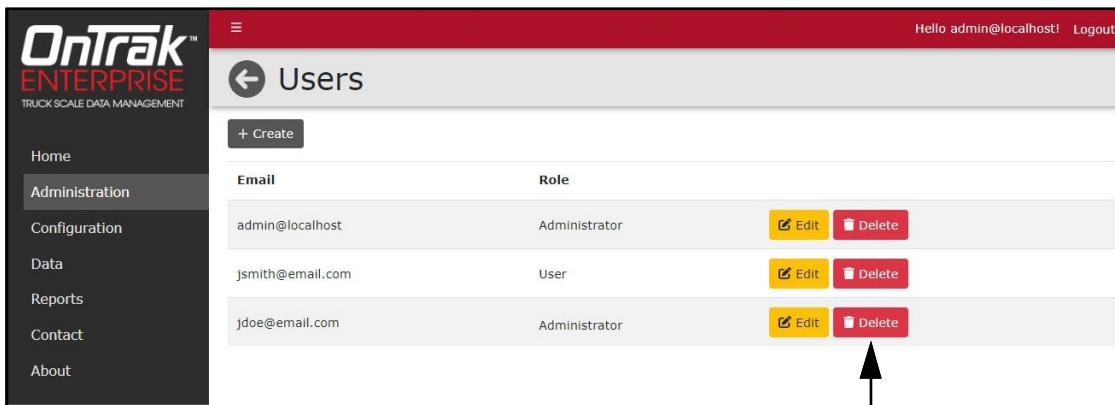 OnTrak™
ENTERPRISE
TRUCK SCALE DATA MANAGEMENT
Home
Administration
Configuration
Data
Reports
Contact
About
Hello admin@localhost! Logout
Users
+ Create
Email Role
admin@localhost Administrator Edit Delete
jsmith@email.com User Edit Delete
jdoe@email.com Administrator Edit Delete